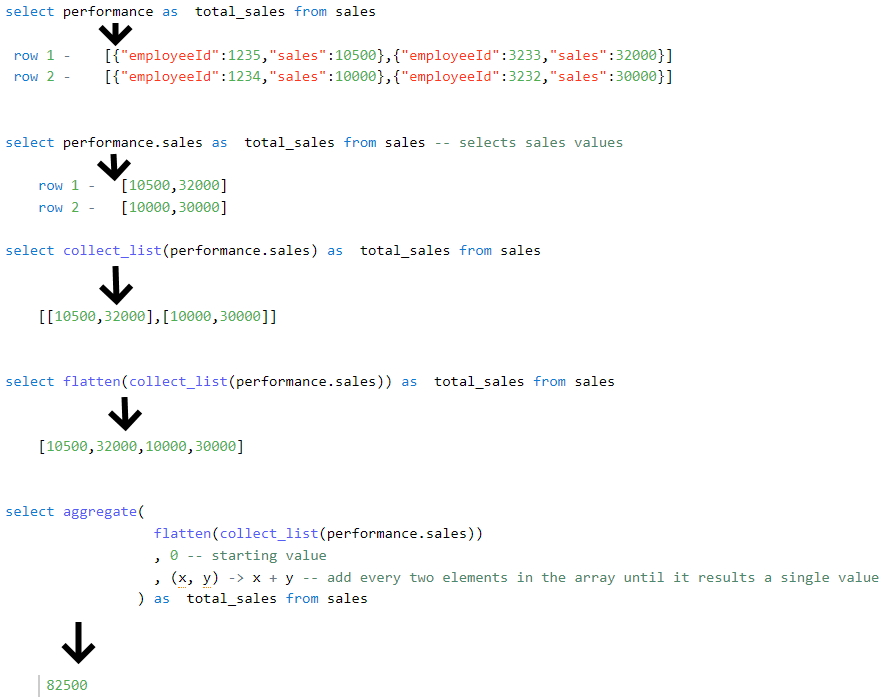 select performance as  total_sales from sales
row 1 -    [{"employeeId":1235,"sales":10500},{"employeeId":3233,"sales":32000}]
row 2 -    [{"employeeId":1234,"sales":10000},{"employeeId":3232,"sales":30000}]
select performance.sales as  total_sales from sales -- selects sales values
row 1 -   [10500,32000]
row 2 -   [10000,30000]
select collect_list(performance.sales) as  total_sales from sales
[[10500,32000],[10000,30000]]
select flatten(collect_list(performance.sales)) as  total_sales from sales
[10500,32000,10000,30000]
select aggregate(
flatten(collect_list(performance.sales))
, 0 -- starting value
, (x, y) -> x + y -- add every two elements in the array until it results a single value
) as  total_sales from sales
82500